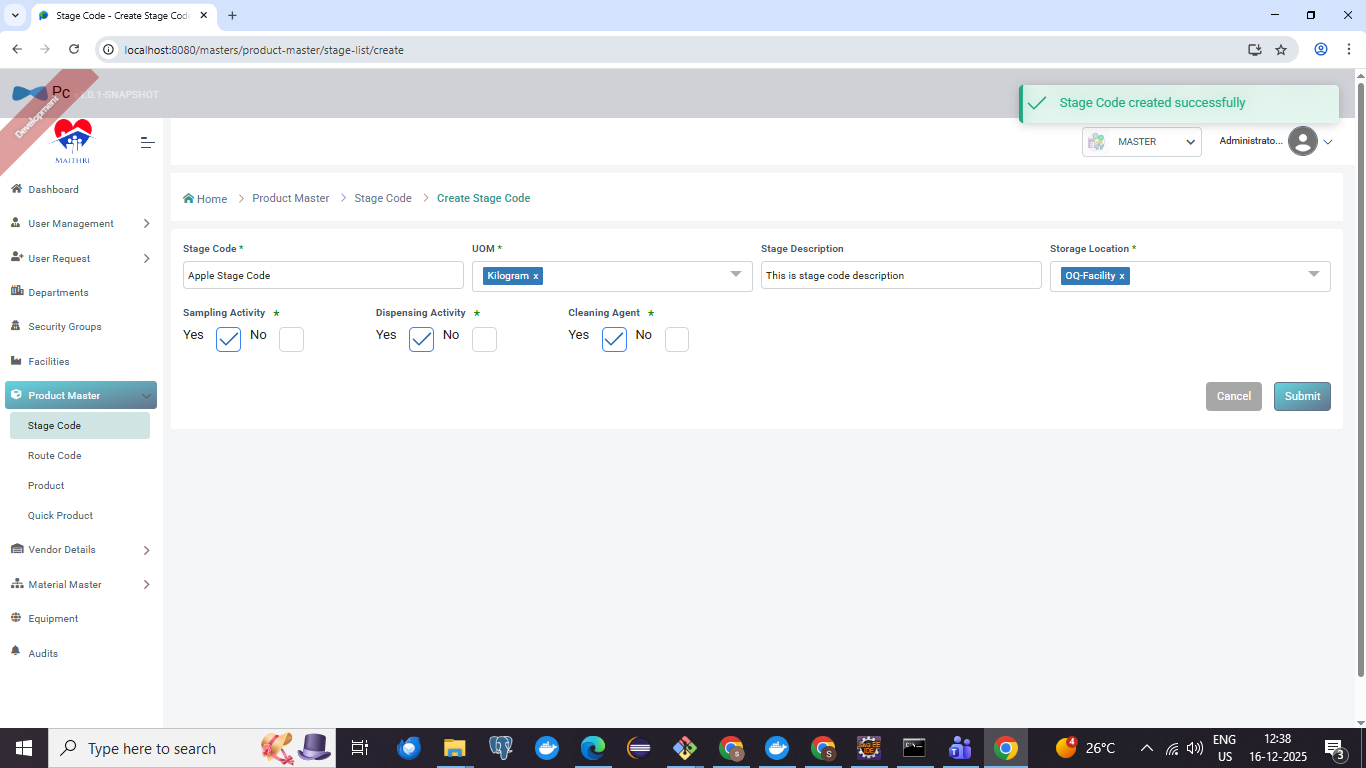 Stage Code - Create Stage Code
localhost:8080/masters/product-master/stage-list/create
Pc
.0.1-SNAPSHOT
Development
Stage Code created successfully
MAITHRI
MASTER
Administrato...
Dashboard
User Management
User Request
Departments
Security Groups
Facilities
Product Master
Stage Code
Route Code
Product
Quick Product
Vendor Details
Material Master
Equipment
Audits
Home
Product Master
Stage Code
Create Stage Code
Stage Code *
UOM *
Stage Description
Storage Location *
Apple Stage Code
Kilogram x
This is stage code description
OQ-Facility x
Sampling Activity *
Dispensing Activity *
Cleaning Agent *
Yes No
Yes No
Yes No
Cancel
Submit
Type here to search
26°C
ENG
US
12:38
16-12-2025